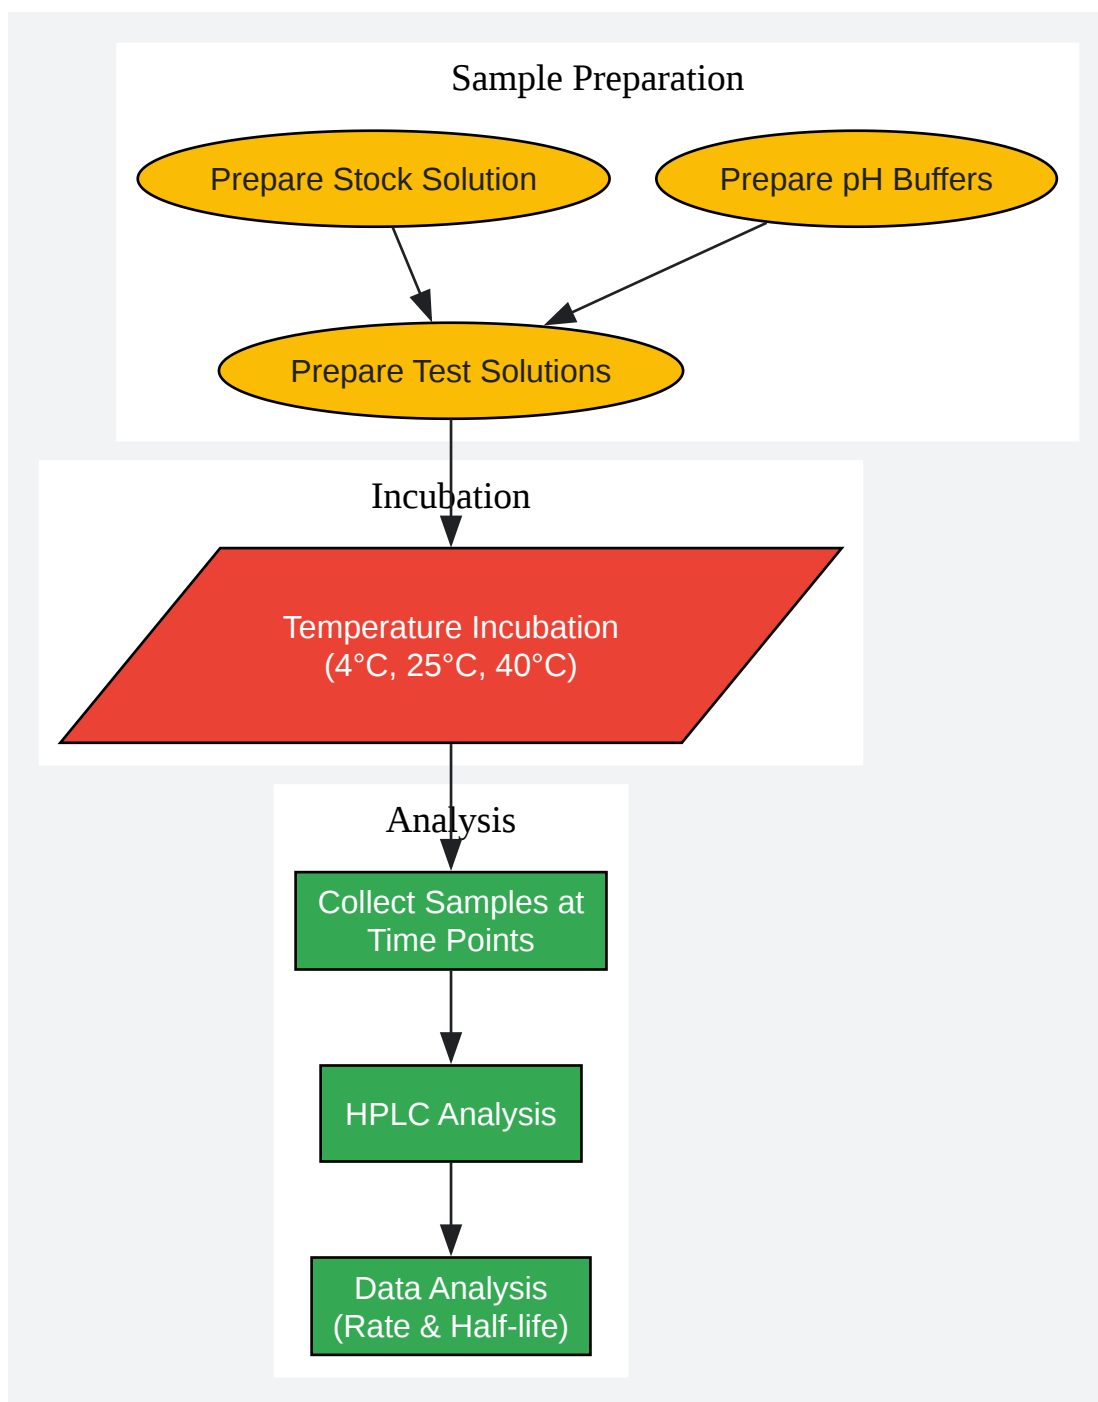 Sample Preparation
Prepare Stock Solution
Prepare pH Buffers
Prepare Test Solutions
Incubation
Temperature Incubation
(4°C, 25°C, 40°C)
Analysis
Collect Samples at
Time Points
HPLC Analysis
Data Analysis
(Rate & Half-life)